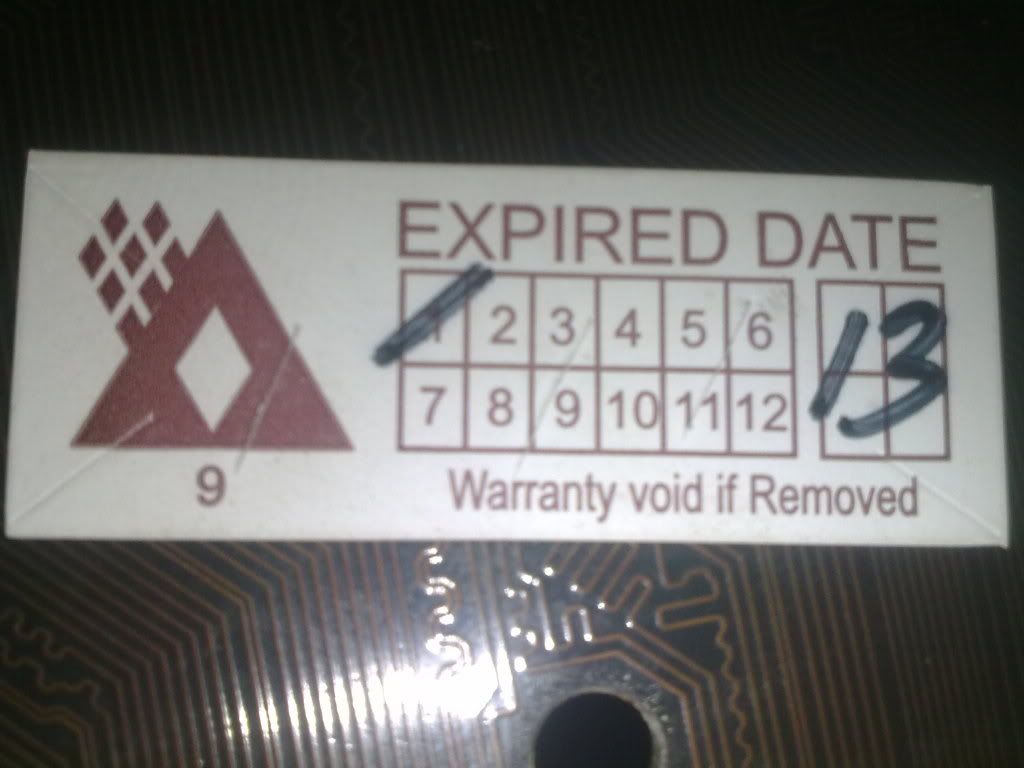 EXPIRED DATE
1 2 3 4 5 6 13
7 8 9 10 11 12
9
Warranty void if Removed